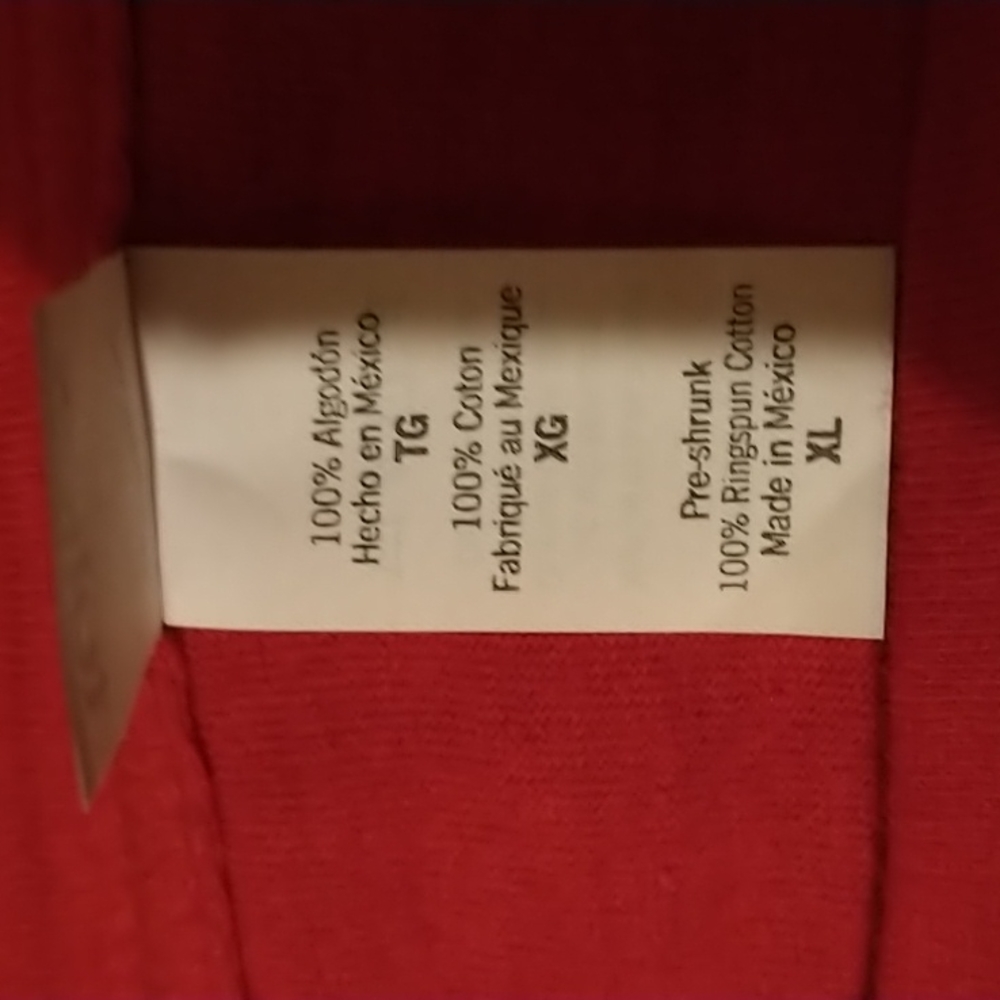 100% Algodón
Hecho en México
TG
100% Coton
Fabriqué au Mexique
XG
Pre-shrunk
100% Ringspun Cotton
Made in México
XL